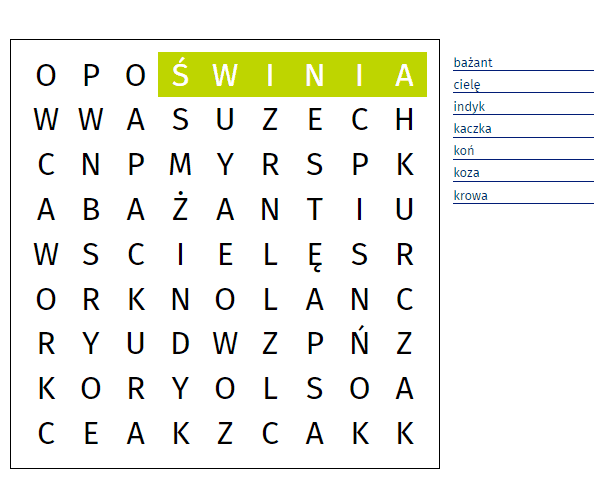 O P O Ś W I N I A
W W A S U Z E C H
C N P M Y R S P K
A B A Ż A N T I U
W S C I E L Ę S R
O R K N O L A N C
R Y U D W Z P Ń Z
K O R Y O L S O A
C E A K Z C A K K
bażant
cielę
indyk
kaczka
koń
koza
krowa